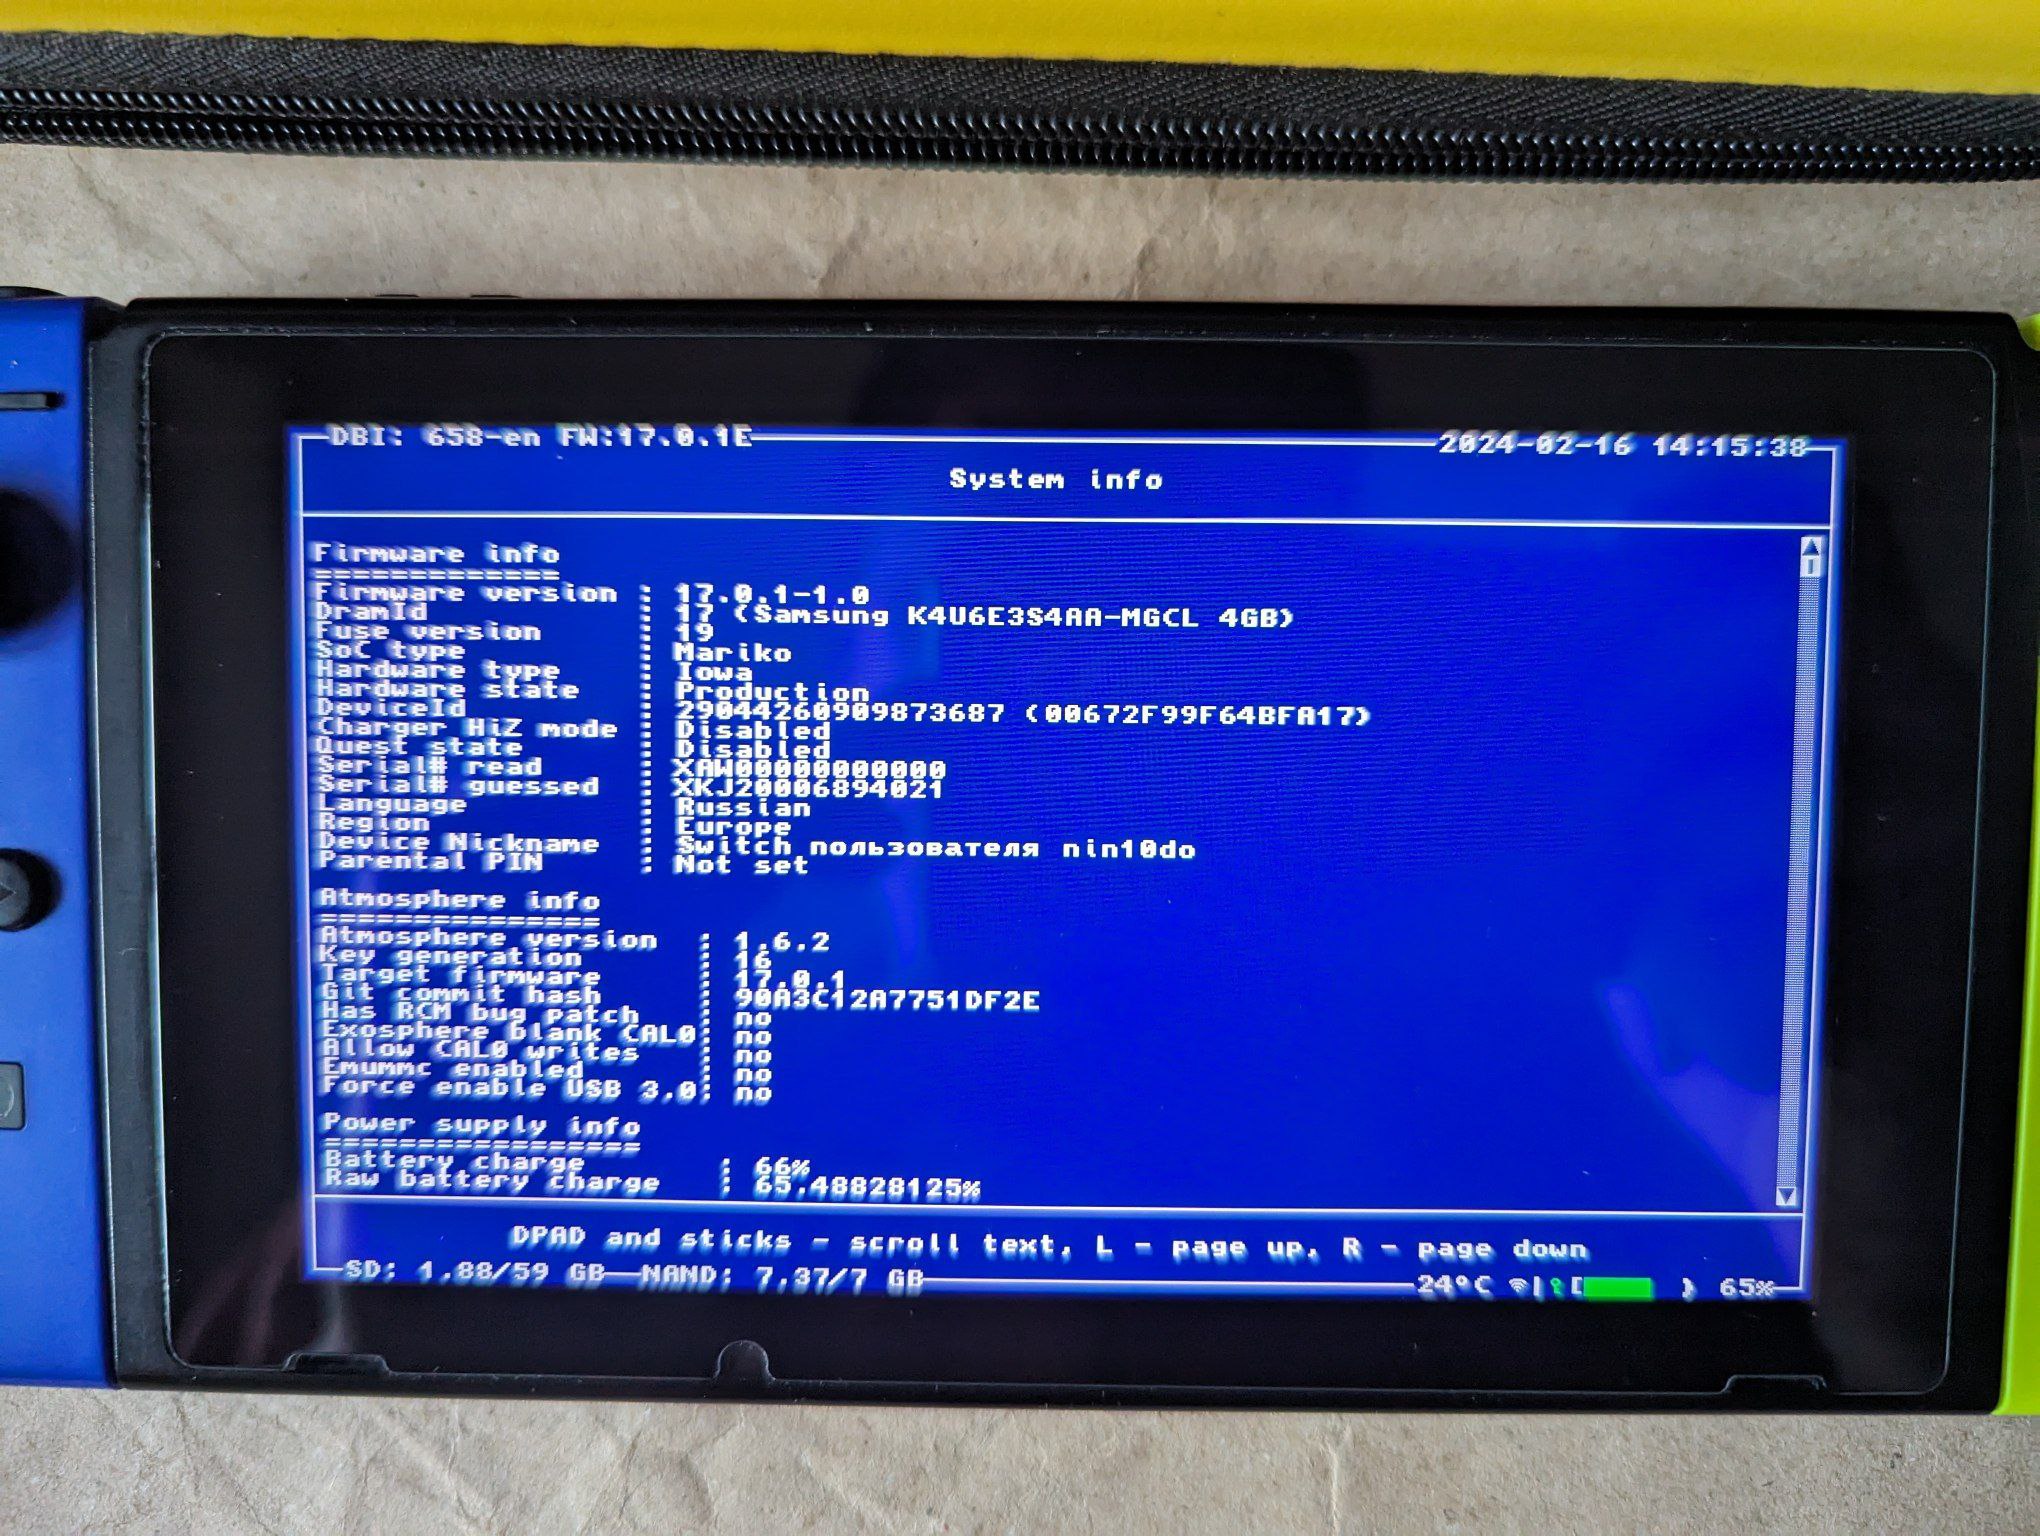 DBI: 658-en FW:17.0.1E 2024-02-16 14:15:38
System info
Firmware info
=============
Firmware version : 17.0.1-1.0
DramId : 17 (Samsung K4U6E3S4AA-MGCL 4GB)
Fuse version : 19
SoC type : Mariko
Hardware type : Iowa
Hardware state : Production
DeviceId : 29044260909873687 (00672F99F64BFA17)
Charger HiZ mode : Disabled
Quest state : Disabled
Serial# read : XAW00000000000
Serial# guessed : XKJ20006894021
Language : Russian
Region : Europe
Device Nickname : Switch пользователя nin10do
Parental PIN : Not set
Atmosphere info
===============
Atmosphere version : 1.6.2
Key generation : 16
Target firmware : 17.0.1
Git commit hash : 90A3C12A7751DF2E
Has RCM bug patch : no
Exosphere blank CAL0: no
Allow CAL0 writes : no
Emummc enabled : no
Force enable USB 3.0: no
Power supply info
=================
Battery charge : 66%
Raw battery charge : 65.48828125%
DPAD and sticks - scroll text, L - page up, R - page down
SD: 1.88/59 GB NAND: 7.37/7 GB 24°C 65%